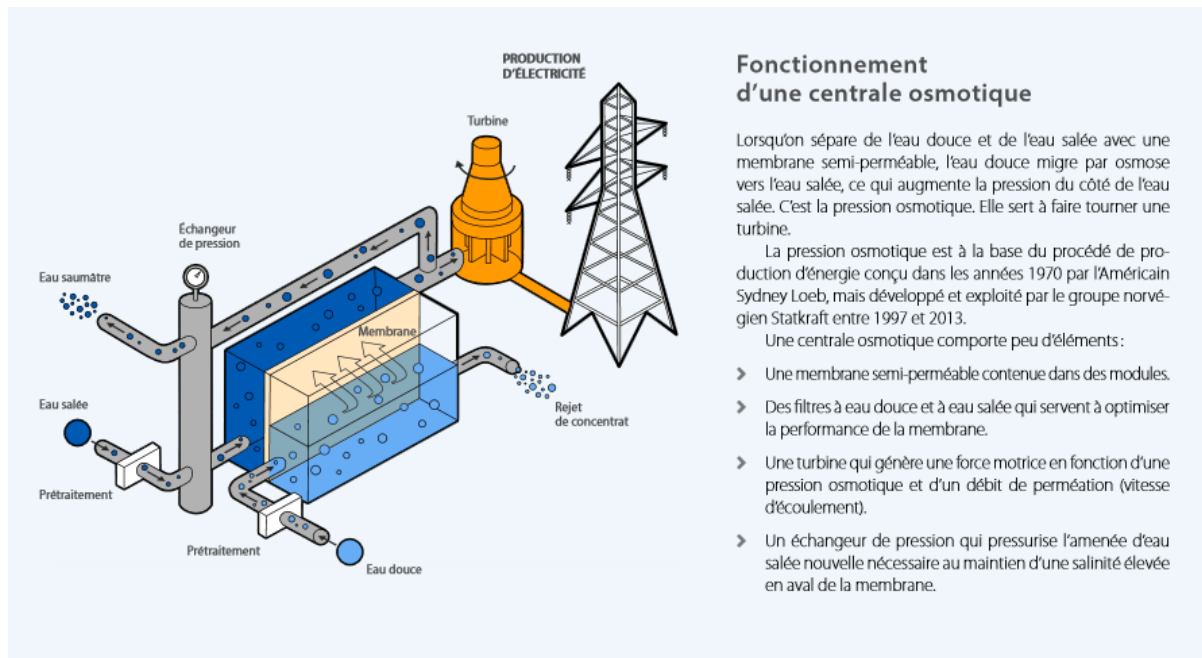 PRODUCTION
D’ÉLECTRICITÉ
Turbine
Échangeur
de pression
Eau saumâtre
Membrane
Eau salée
Rejet
de concentrat
Prétraitement
Prétraitement
Eau douce
Fonctionnement
d’une centrale osmotique
Lorsqu’on sépare de l’eau douce et de l’eau salée avec une
membrane semi-perméable, l’eau douce migre par osmose
vers l’eau salée, ce qui augmente la pression du côté de l’eau
salée. C’est la pression osmotique. Elle sert à faire tourner une
turbine.
La pression osmotique est à la base du procédé de pro-
duction d’énergie conçu dans les années 1970 par l’Américain
Sydney Loeb, mais développé et exploité par le groupe norvé-
gien Statkraft entre 1997 et 2013.
Une centrale osmotique comporte peu d’éléments :
> Une membrane semi-perméable contenue dans des modules.
> Des filtres à eau douce et à eau salée qui servent à optimiser
la performance de la membrane.
> Une turbine qui génère une force motrice en fonction d’une
pression osmotique et d’un débit de perméation (vitesse
d’écoulement).
> Un échangeur de pression qui pressurise l’amenée d’eau
salée nouvelle nécessaire au maintien d’une salinité élevée
en aval de la membrane.